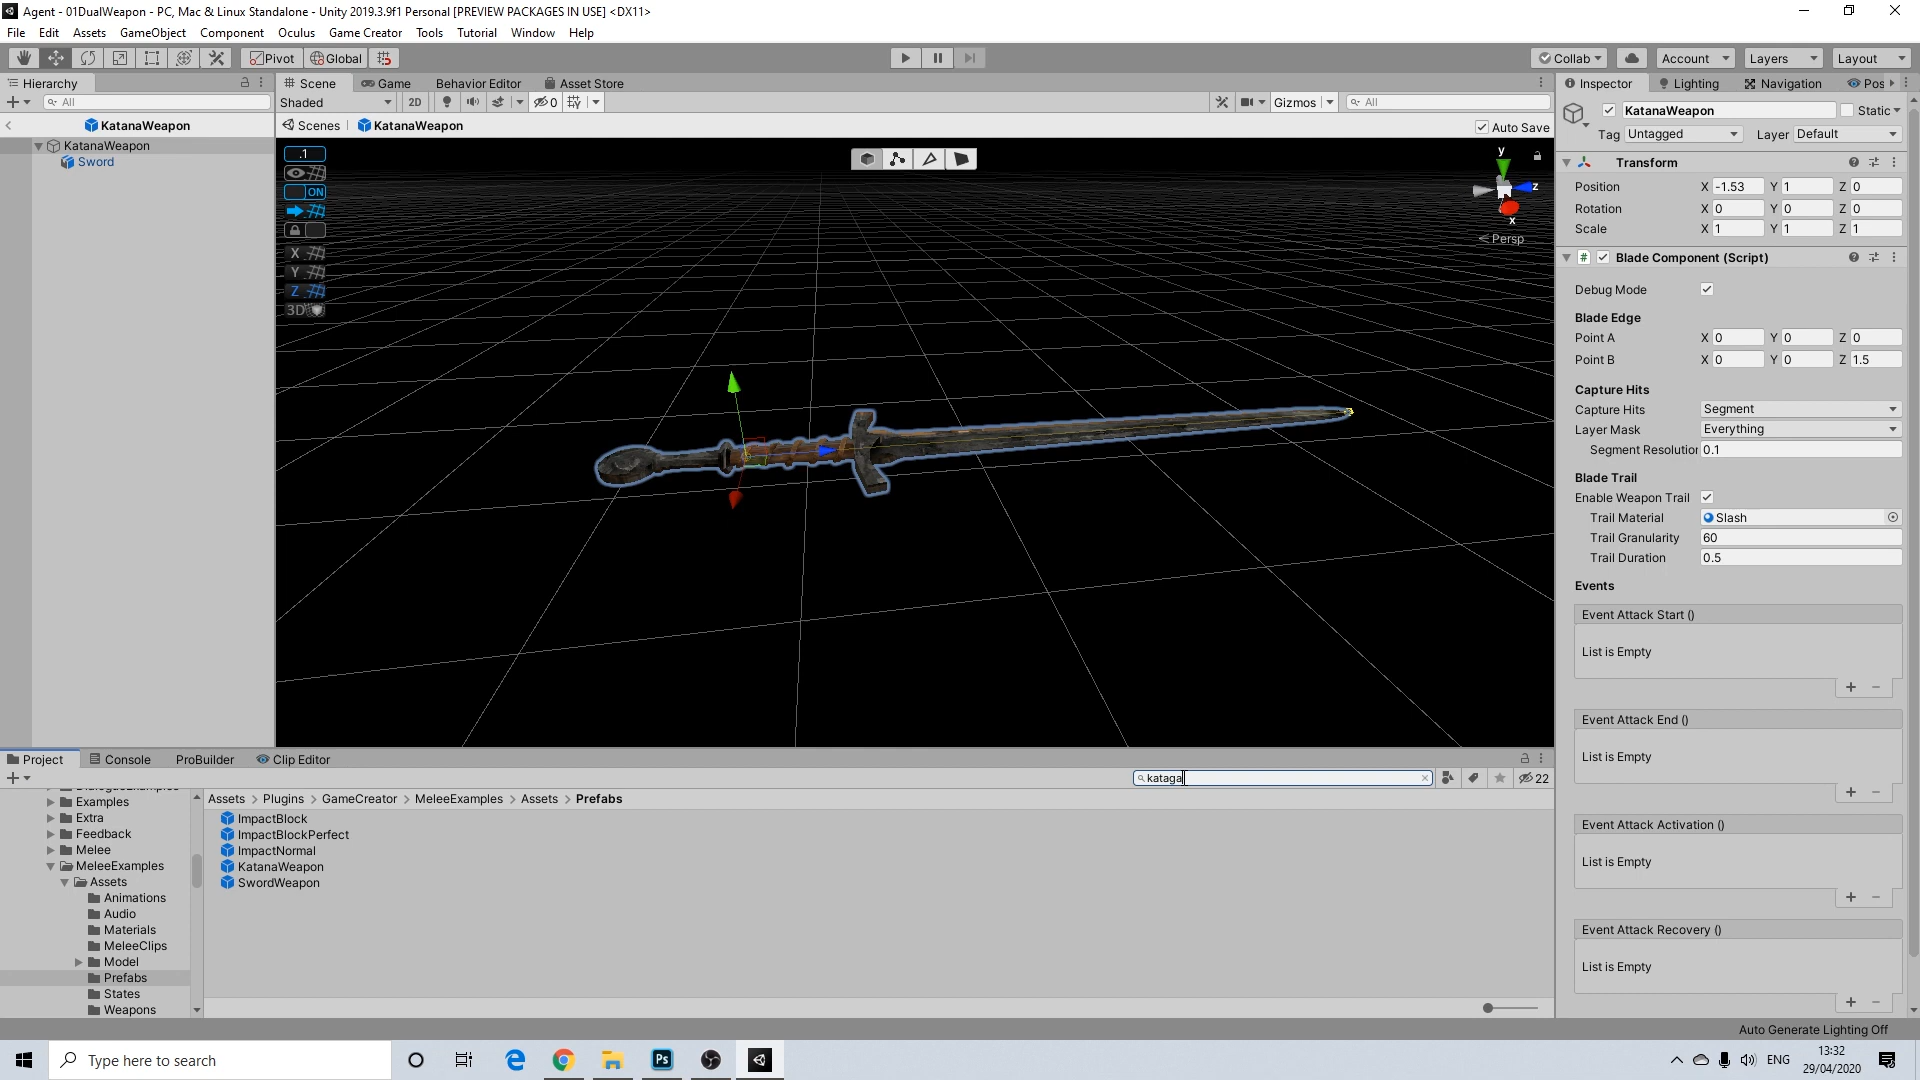 Agent - 01DualWeapon - PC, Mac & Linux Standalone - Unity 2019.3.9f1 Personal [PREVIEW PACKAGES IN USE] <DX11>
File Edit Assets GameObject Component Oculus Game Creator Tools Tutorial Window Help
Pivot Global Collab Account Layers Layout
Hierarchy Scene Game Behavior Editor Asset Store Inspector Lighting Navigation Pos
All Shaded 2D 0 Gizmos All
KatanaWeapon Static
KatanaWeapon Scenes KatanaWeapon Auto Save
Tag Untagged Layer Default
KatanaWeapon
Sword
.1
ON
X
Y
Z
3D
y
z
x
Persp
Transform
Position X -1.53 Y 1 Z 0
Rotation X 0 Y 0 Z 0
Scale X 1 Y 1 Z 1
# Blade Component (Script)
Debug Mode
Blade Edge
Point A X 0 Y 0 Z 0
Point B X 0 Y 0 Z 1.5
Capture Hits
Capture Hits Segment
Layer Mask Everything
Segment Resolution 0.1
Blade Trail
Enable Weapon Trail
Trail Material Slash
Trail Granularity 60
Trail Duration 0.5
Events
Event Attack Start ()
List is Empty
+ −
Event Attack End ()
List is Empty
+ −
Event Attack Activation ()
List is Empty
+ −
Event Attack Recovery ()
List is Empty
+ −
Project Console ProBuilder Clip Editor
kataga 22
Examples
Extra
Feedback
Melee
MeleeExamples
Assets
Animations
Audio
Materials
MeleeClips
Model
Prefabs
States
Weapons
Assets > Plugins > GameCreator > MeleeExamples > Assets > Prefabs
ImpactBlock
ImpactBlockPerfect
ImpactNormal
KatanaWeapon
SwordWeapon
Auto Generate Lighting Off
Type here to search
Ps
ENG
13:32
29/04/2020